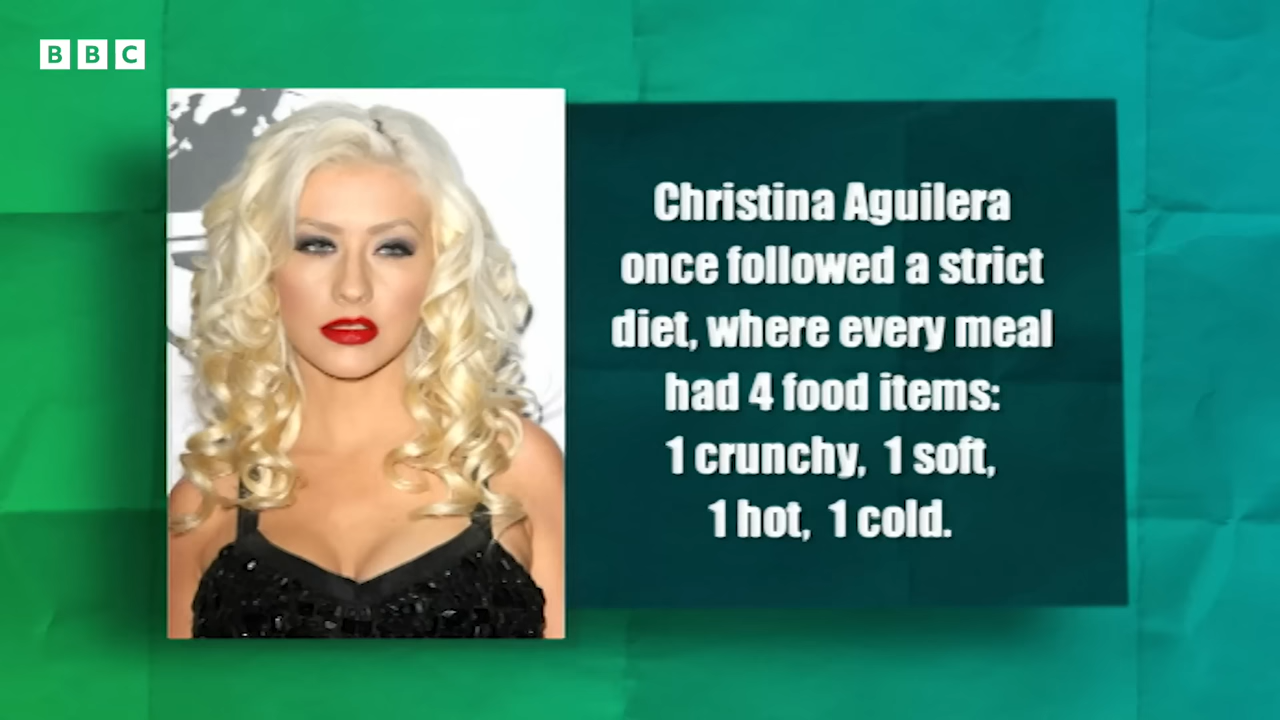 BBC
Christina Aguilera
once followed a strict
diet, where every meal
had 4 food items:
1 crunchy, 1 soft,
1 hot, 1 cold.